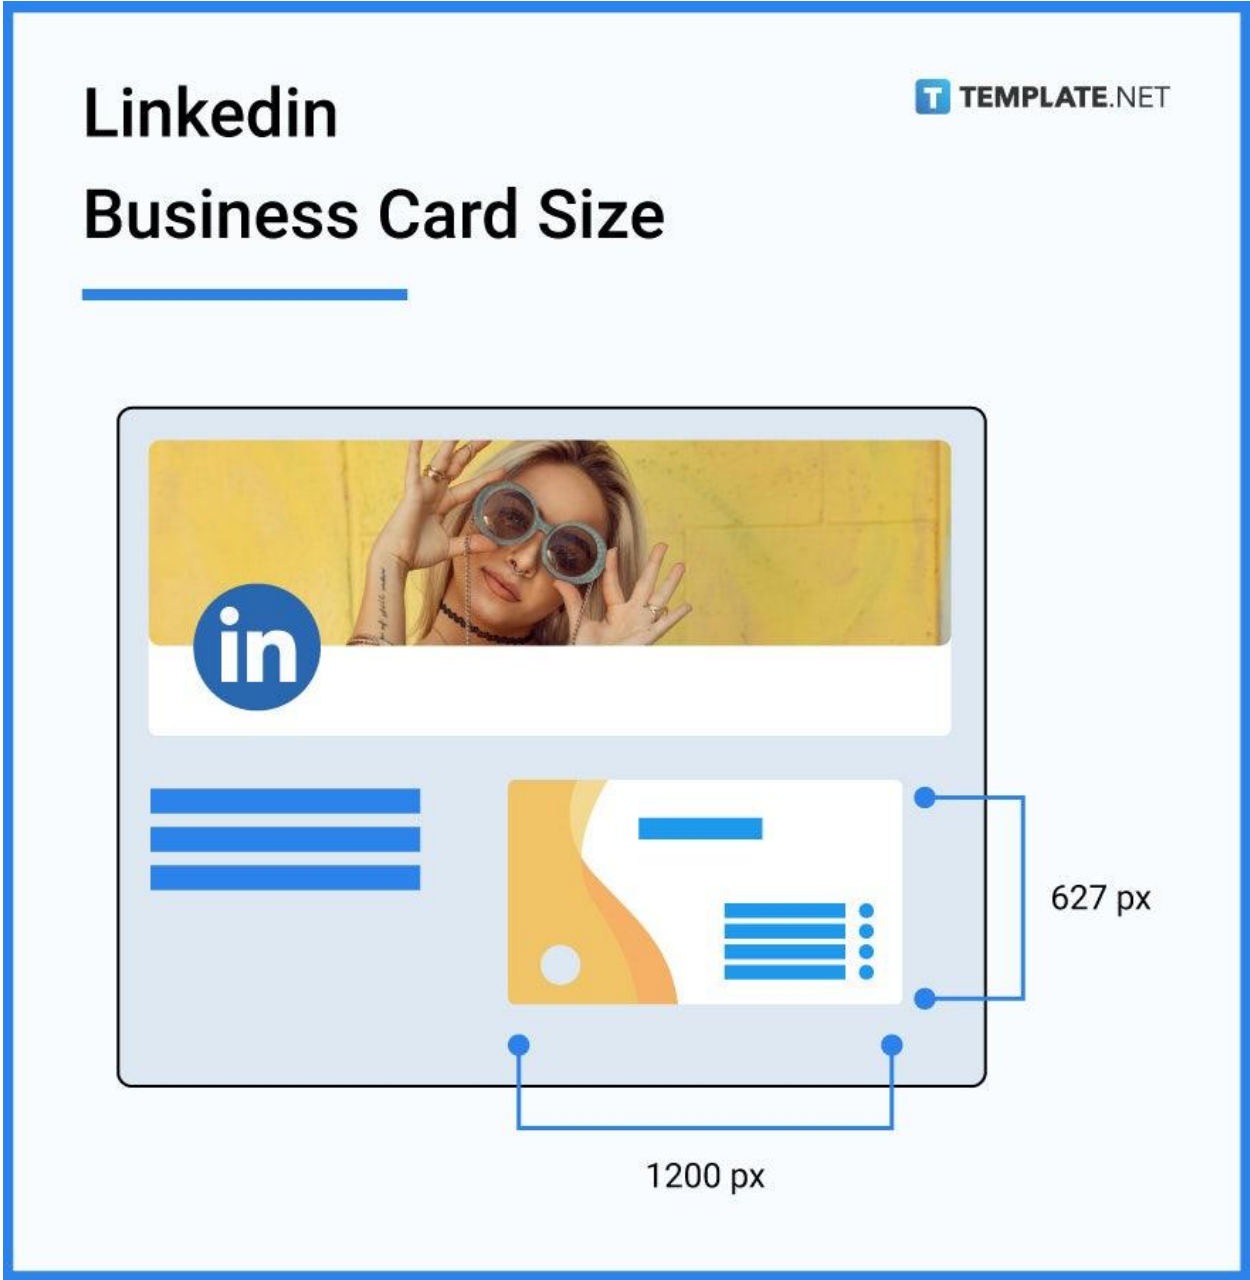 Linkedin
Business Card Size
T TEMPLATE.NET
in
627 px
1200 px